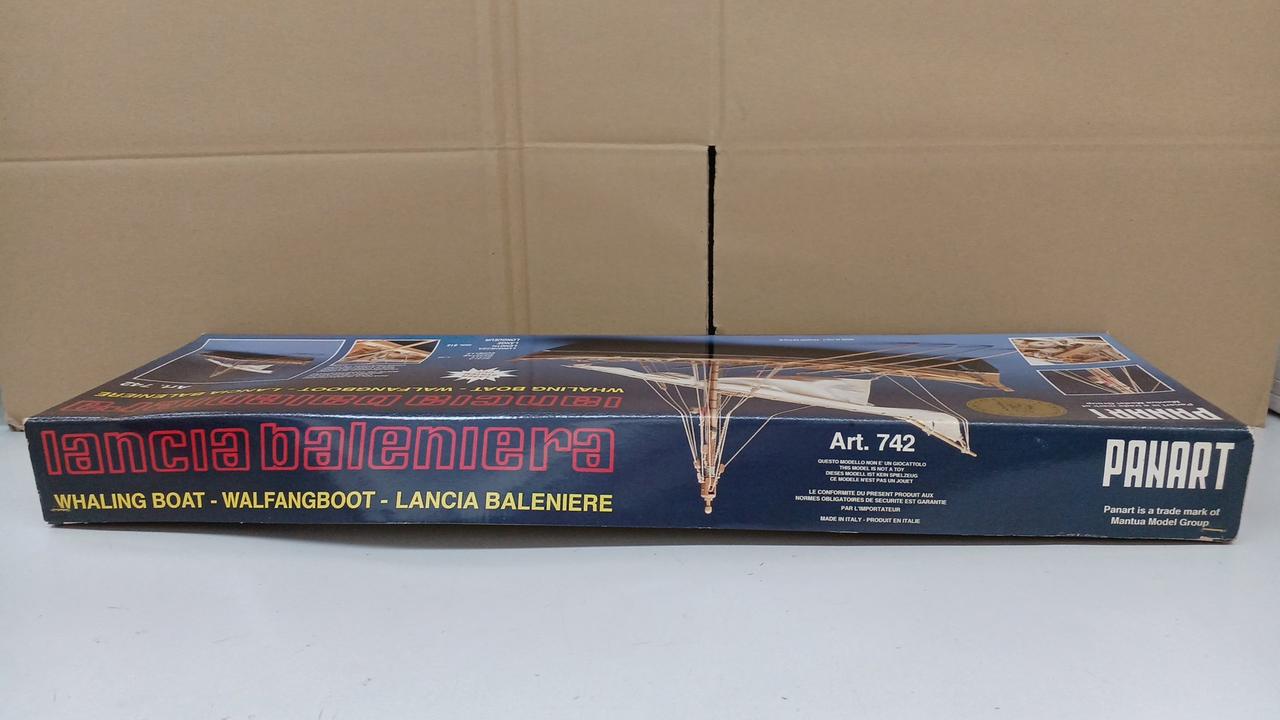 ART. 742
LANCIA BALENIERE
WHALING BOAT - WALFANGBOOT - LANCIA BALENIERE
lancia baleniera
LONGUEUR
PANART
lancia baleniera
WHALING BOAT - WALFANGBOOT - LANCIA BALENIERE
Art. 742
QUESTO MODELLO NON E' UN GIOCATTOLO
THIS MODEL IS NOT A TOY
DIESES MODELL IST KEIN SPIELZEUG
CE MODELE N'EST PAS UN JOUET
LE CONFORMITE DU PRESENT PRODUIT AUX
NORMES OBLIGATOIRES DE SECURITE EST GARANTIE
PAR L'IMPORTATEUR
MADE IN ITALY - PRODUIT EN ITALIE
PANART
Panart is a trade mark of
Mantua Model Group